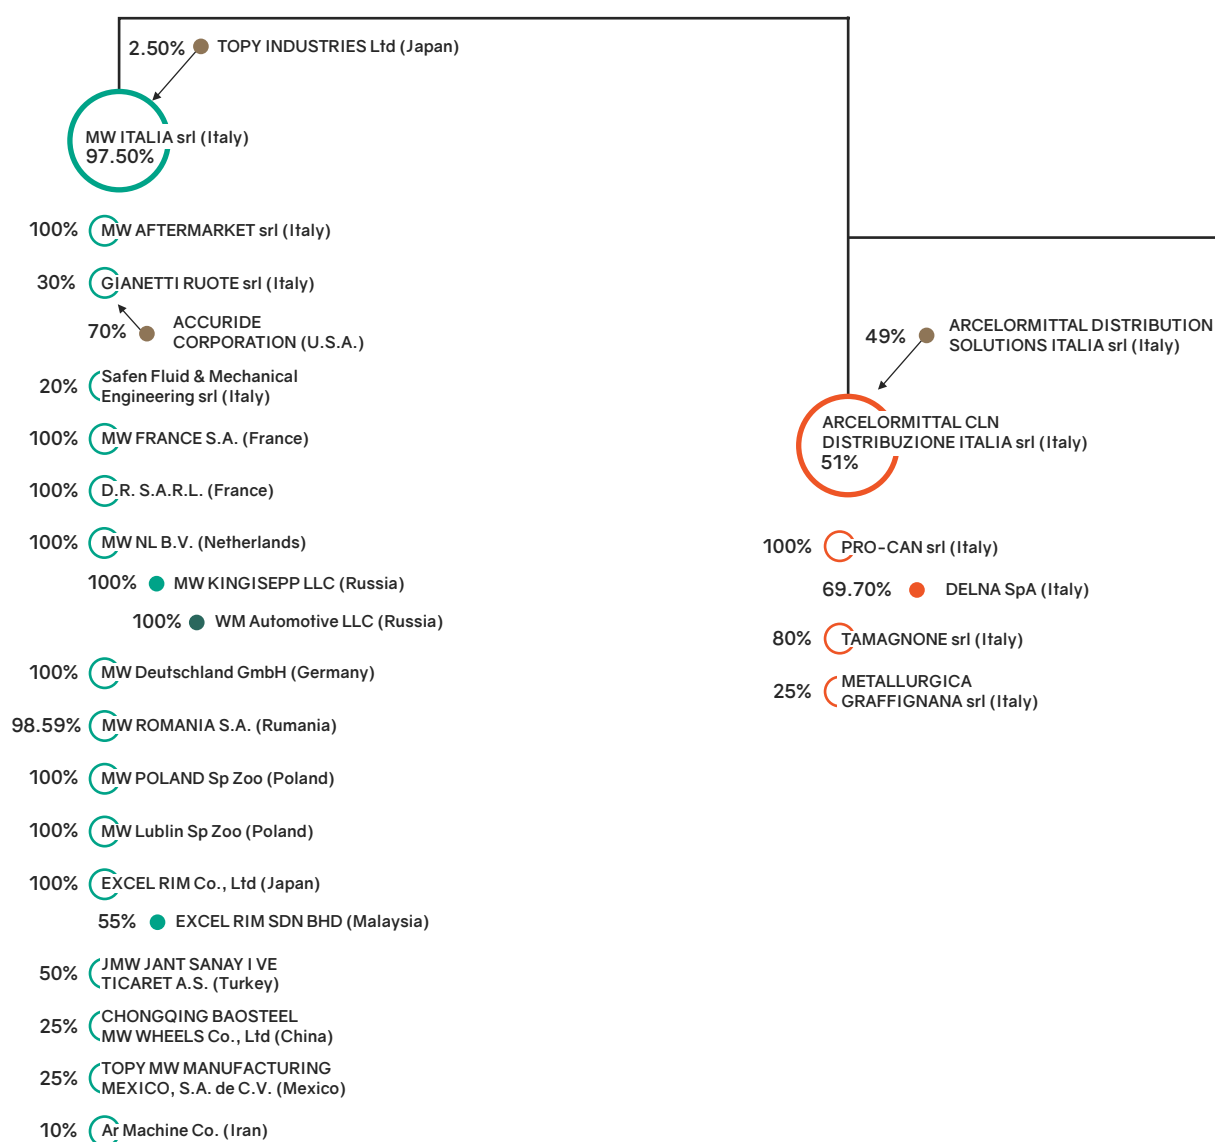 2.50% TOPY INDUSTRIES Ltd (Japan)
MW ITALIA srl (Italy)
97.50%
100% MW AFTERMARKET srl (Italy)
30% GIANETTI RUOTE srl (Italy)
70% ACCURIDE
CORPORATION (U.S.A.)
20% Safen Fluid & Mechanical
Engineering srl (Italy)
100% MW FRANCE S.A. (France)
100% D.R. S.A.R.L. (France)
100% MW NL B.V. (Netherlands)
100% MW KINGISEPP LLC (Russia)
100% WM Automotive LLC (Russia)
100% MW Deutschland GmbH (Germany)
98.59% MW ROMANIA S.A. (Rumania)
100% MW POLAND Sp Zoo (Poland)
100% MW Lublin Sp Zoo (Poland)
100% EXCEL RIM Co., Ltd (Japan)
55% EXCEL RIM SDN BHD (Malaysia)
50% JMW JANT SANAY I VE
TICARET A.S. (Turkey)
25% CHONGQING BAOSTEEL
MW WHEELS Co., Ltd (China)
25% TOPY MW MANUFACTURING
MEXICO, S.A. de C.V. (Mexico)
10% Ar Machine Co. (Iran)
49% ARCELORMITTAL DISTRIBUTION
SOLUTIONS ITALIA srl (Italy)
ARCELORMITTAL CLN
DISTRIBUZIONE ITALIA srl (Italy)
51%
100% PRO-CAN srl (Italy)
69.70% DELNA SpA (Italy)
80% TAMAGNONE srl (Italy)
25% METALLURGICA
GRAFFIGNANA srl (Italy)